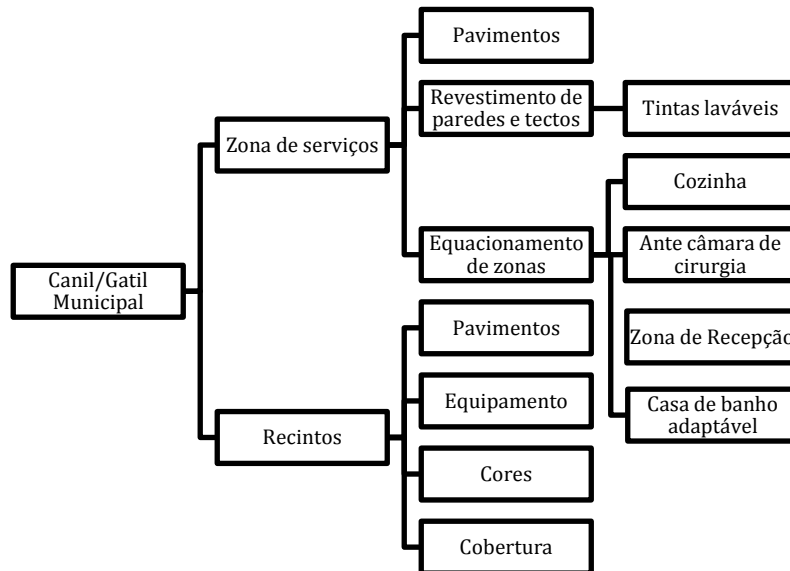 Pavimentos
Revestimento de
paredes e tectos
Tintas laváveis
Zona de serviços
Cozinha
Equacionamento
de zonas
Ante câmara de
cirurgia
Canil/Gatil
Municipal
Pavimentos
Zona de Recepção
Equipamento
Casa de banho
adaptável
Recintos
Cores
Cobertura